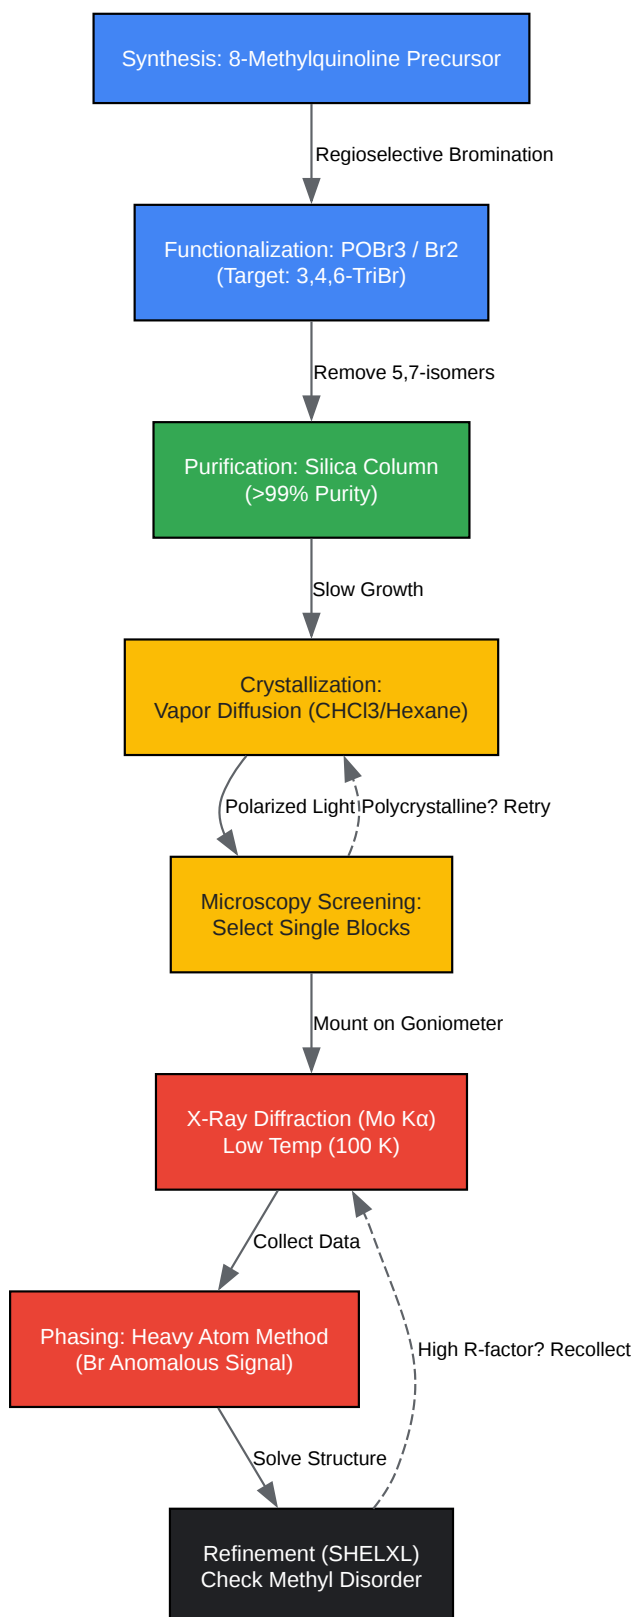 Synthesis: 8-Methylquinoline Precursor
Regioselective Bromination
Functionalization: POBr3 / Br2
(Target: 3,4,6-TriBr)
Remove 5,7-isomers
Purification: Silica Column
(>99% Purity)
Slow Growth
Crystallization:
Vapor Diffusion (CHCl3/Hexane)
Polarized Light
Polycrystalline? Retry
Microscopy Screening:
Select Single Blocks
Mount on Goniometer
X-Ray Diffraction (Mo Kα)
Low Temp (100 K)
Collect Data
Phasing: Heavy Atom Method
(Br Anomalous Signal)
High R-factor? Recollect
Solve Structure
Refinement (SHELXL)
Check Methyl Disorder